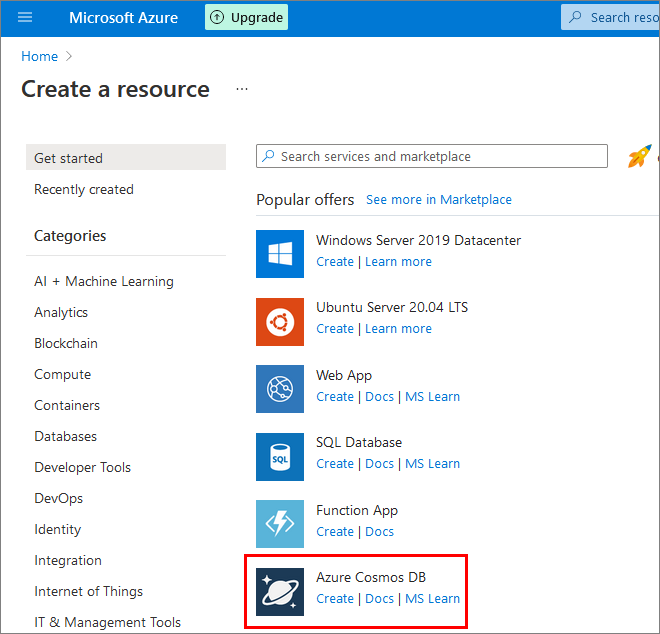 Microsoft Azure
Upgrade
Search reso
Home
Create a resource
...
Get started
Recently created
Categories
AI + Machine Learning
Analytics
Blockchain
Compute
Containers
Databases
Developer Tools
DevOps
Identity
Integration
Internet of Things
IT & Management Tools
Search services and marketplace
Popular offers See more in Marketplace
Windows Server 2019 Datacenter
Create | Learn more
Ubuntu Server 20.04 LTS
Create | Learn more
Web App
Create | Docs | MS Learn
SQL
SQL Database
Create | Docs | MS Learn
Function App
Create | Docs
Azure Cosmos DB
Create | Docs | MS Learn